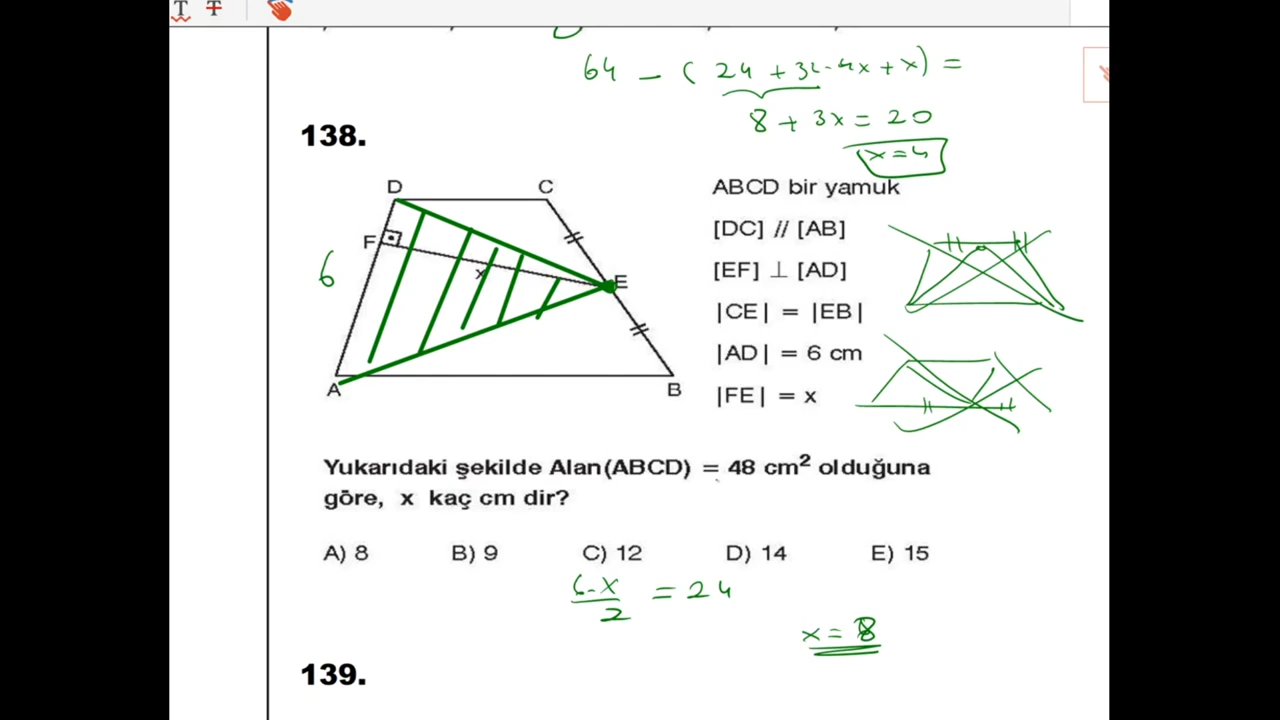 64 - ( 24 + 32 - 4x + x ) =
8 + 3x = 20
x = 4
138.
D C
F E
6 x
A B
ABCD bir yamuk
[DC] // [AB]
[EF] ⊥ [AD]
|CE| = |EB|
|AD| = 6 cm
|FE| = x
Yukarıdaki şekilde Alan(ABCD) = 48 cm² olduğuna
göre, x kaç cm dir?
A) 8 B) 9 C) 12 D) 14 E) 15
6.x/2 = 24
x = 8
139.